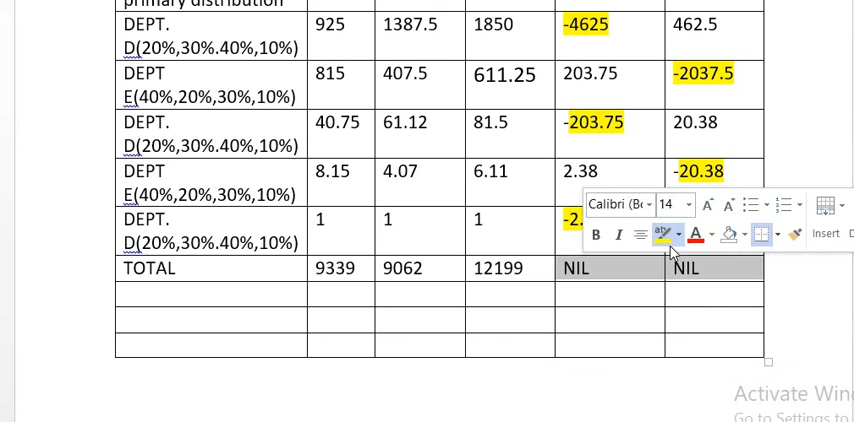 primary distribution
DEPT. 925 1387.5 1850 -4625 462.5
D(20%,30%.40%,10%)
DEPT 815 407.5 611.25 203.75 -2037.5
E(40%,20%,30%,10%)
DEPT. 40.75 61.12 81.5 -203.75 20.38
D(20%,30%.40%,10%)
DEPT 8.15 4.07 6.11 2.38 -20.38
E(40%,20%,30%,10%)
Calibri (Bo 14 A A
DEPT. 1 1 1 -2.
D(20%,30%.40%,10%)
B I ab A Insert
TOTAL 9339 9062 12199 NIL NIL
Activate Win
Go to Settings to